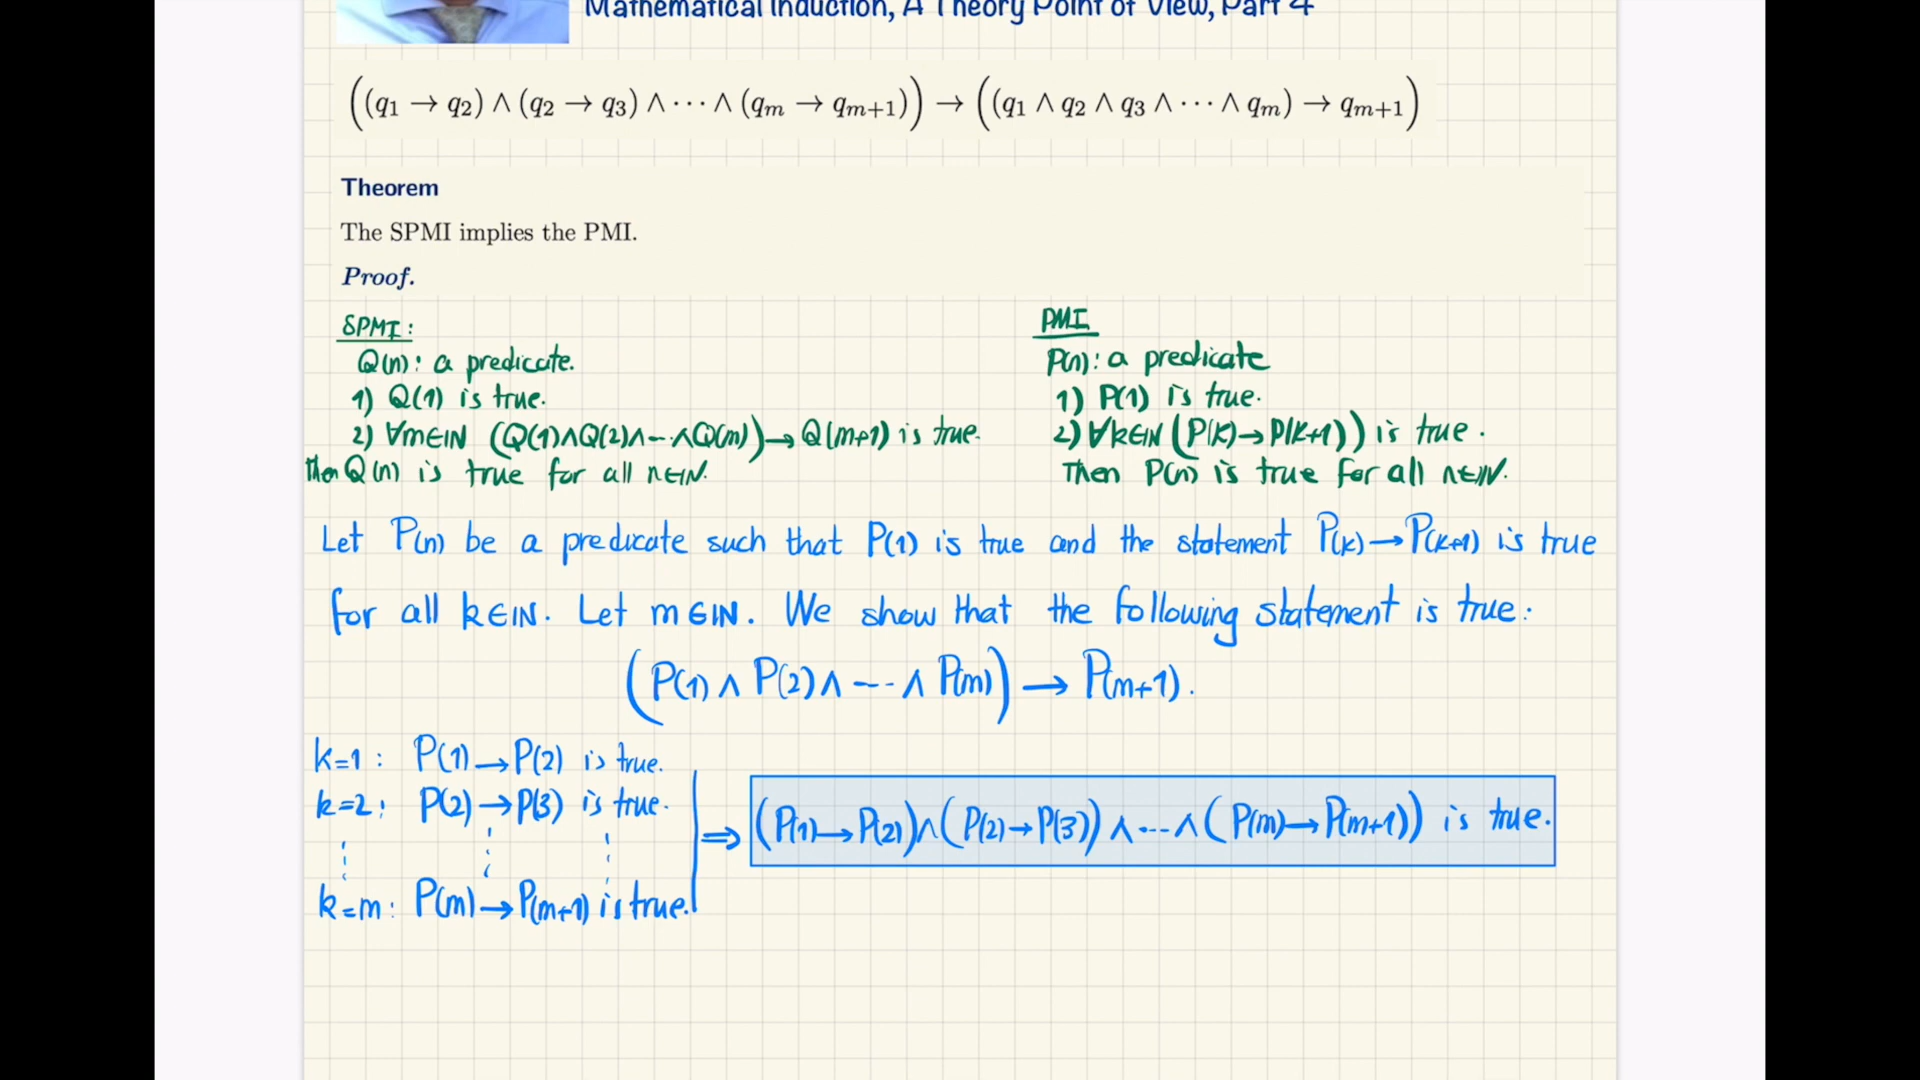 Mathematical Induction, A Theory Point of View, Part 4
((q₁ → q₂) ∧ (q₂ → q₃) ∧ ⋯ ∧ (qₘ → qₘ₊₁)) → ((q₁ ∧ q₂ ∧ q₃ ∧ ⋯ ∧ qₘ) → qₘ₊₁)
Theorem
The SPMI implies the PMI.
Proof.
SPMI:
Q(n): a predicate.
1) Q(1) is true.
2) ∀m∈ℕ (Q(1)∧Q(2)∧--∧Q(m))→Q(m+1) is true.
Then Q(n) is true for all n∈ℕ.
PMI
P(n): a predicate
1) P(1) is true.
2) ∀k∈ℕ (P(k)→P(k+1)) is true.
Then P(n) is true for all n∈ℕ.
Let P(n) be a predicate such that P(1) is true and the statement P(k)→P(k+1) is true
for all k∈ℕ. Let m∈ℕ. We show that the following statement is true:
(P(1)∧P(2)∧---∧P(m))→P(m+1).
k=1: P(1)→P(2) is true.
k=2: P(2)→P(3) is true.
k=m: P(m)→P(m+1) is true.
⇒ (P(1)→P(2))∧(P(2)→P(3))∧---∧(P(m)→P(m+1)) is true.